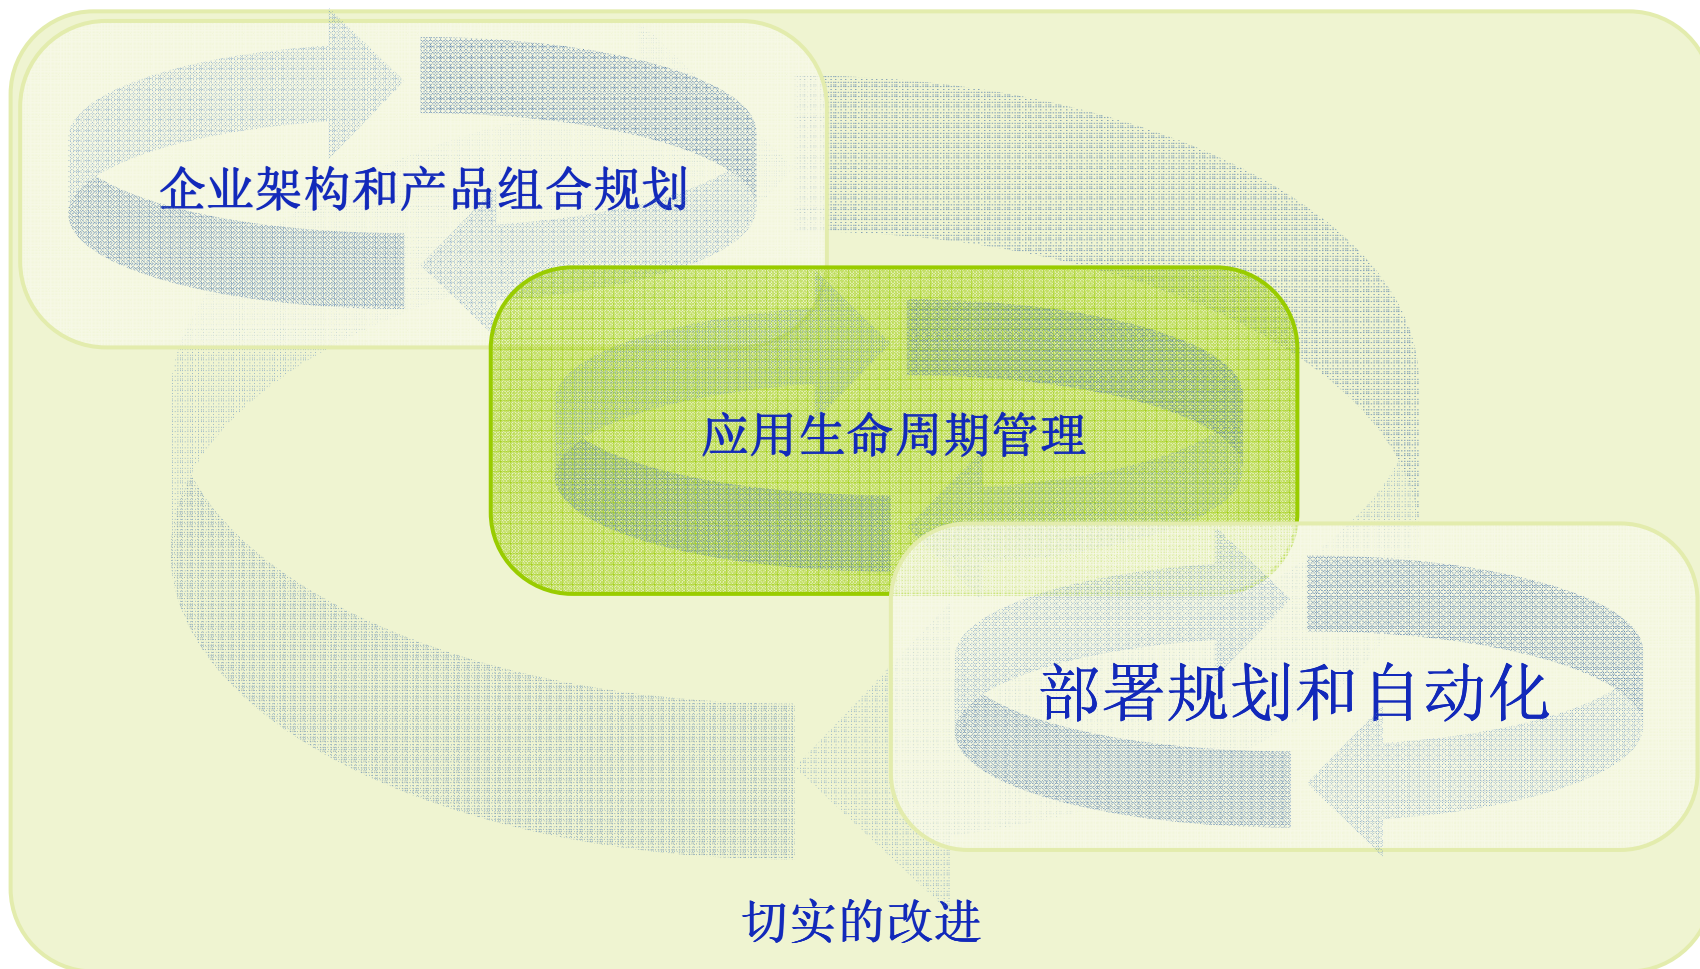 企业架构和产品组合规划
应用生命周期管理
部署规划和自动化
切实的改进